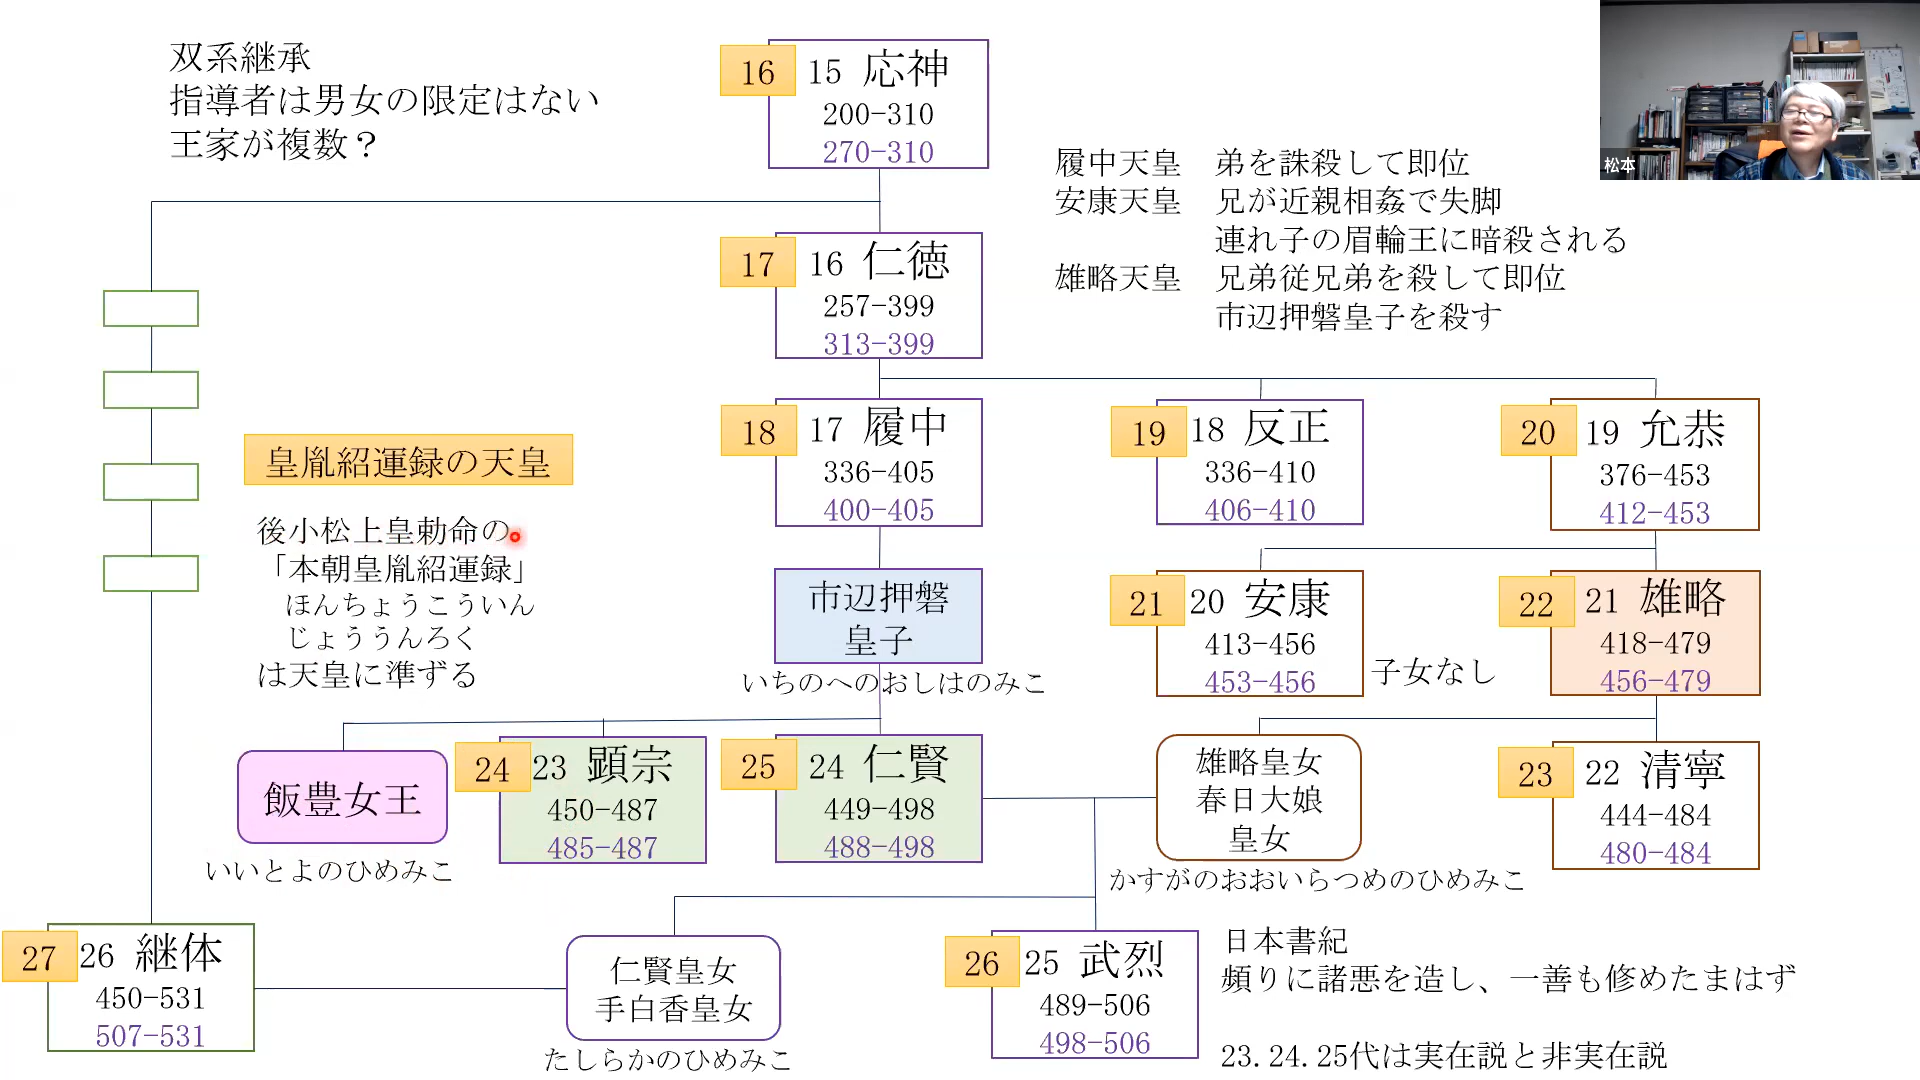 双系継承
指導者は男女の限定はない
王家が複数？
16
15 応神
200-310
270-310
松本
履中天皇 弟を誅殺して即位
安康天皇 兄が近親相姦で失脚
連れ子の眉輪王に暗殺される
雄略天皇 兄弟従兄弟を殺して即位
市辺押磐皇子を殺す
17
16 仁徳
257-399
313-399
18
17 履中
336-405
400-405
19
18 反正
336-410
406-410
20
19 允恭
376-453
412-453
皇胤紹運録の天皇
後小松上皇勅命の
「本朝皇胤紹運録」
ほんちょうこういん
じょううんろく
は天皇に準ずる
市辺押磐
皇子
いちのへのおしはのみこ
21
20 安康
413-456
453-456
子女なし
22
21 雄略
418-479
456-479
飯豊女王
いいとよのひめみこ
24
23 顕宗
450-487
485-487
25
24 仁賢
449-498
488-498
雄略皇女
春日大娘
皇女
かすがのおおいらつめのひめみこ
23
22 清寧
444-484
480-484
27
26 継体
450-531
507-531
仁賢皇女
手白香皇女
たしらかのひめみこ
26
25 武烈
489-506
498-506
日本書紀
頻りに諸悪を造し、一善も修めたまはず
23.24.25代は実在説と非実在説